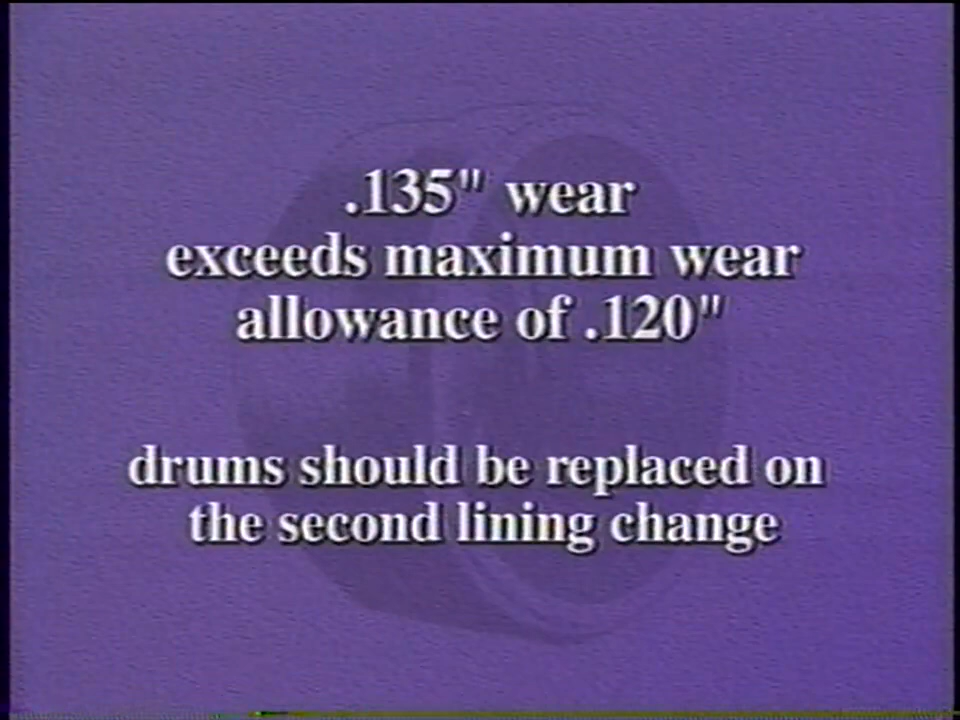 .135" wear
exceeds maximum wear
allowance of .120"
drums should be replaced on
the second lining change